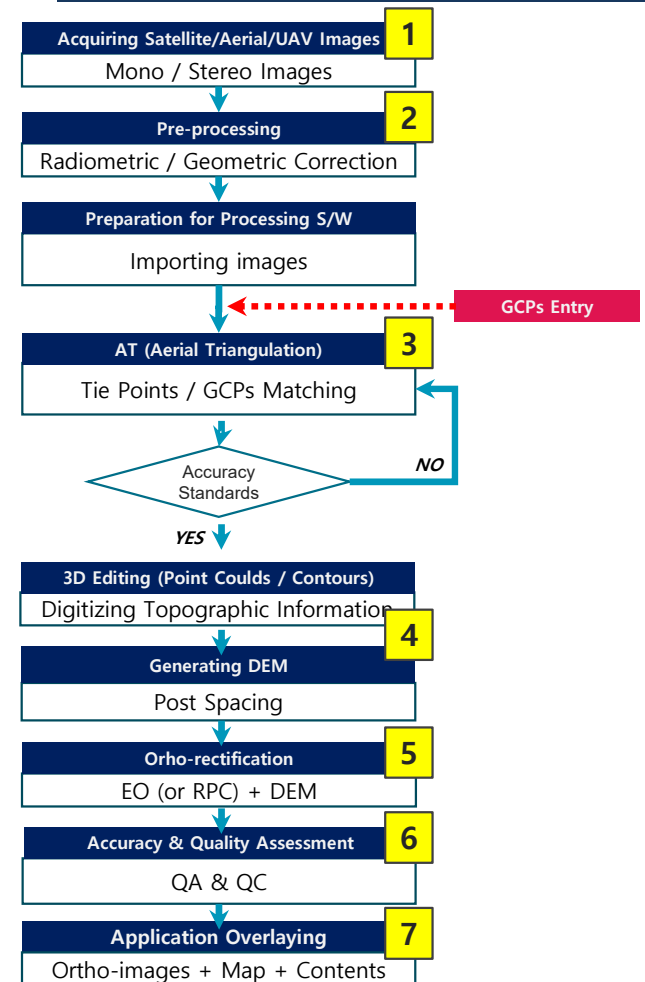 Acquiring Satellite/Aerial/UAV Images
1
Mono / Stereo Images
Pre-processing
2
Radiometric / Geometric Correction
Preparation for Processing S/W
Importing images
GCPs Entry
AT (Aerial Triangulation)
3
Tie Points / GCPs Matching
Accuracy
Standards
NO
YES
3D Editing (Point Coulds / Contours)
Digitizing Topographic Information
4
Generating DEM
Post Spacing
Orho-rectification
5
EO (or RPC) + DEM
Accuracy & Quality Assessment
6
QA & QC
Application Overlaying
7
Ortho-images + Map + Contents